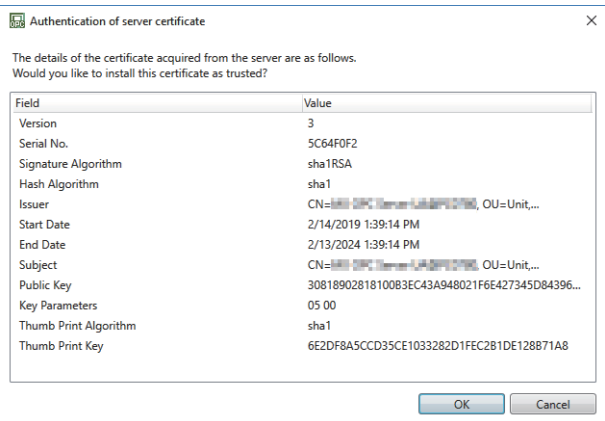 Authentication of server certificate
The details of the certificate acquired from the server are as follows.
Would you like to install this certificate as trusted?
Field Value
Version 3
Serial No. 5C64F0F2
Signature Algorithm sha1RSA
Hash Algorithm sha1
Issuer CN= , OU=Unit,...
Start Date 2/14/2019 1:39:14 PM
End Date 2/13/2024 1:39:14 PM
Subject CN= , OU=Unit,...
Public Key 30818902818100B3EC43A948021F6E427345D84396...
Key Parameters 05 00
Thumb Print Algorithm sha1
Thumb Print Key 6E2DF8A5CCD35CE1033282D1FEC2B1DE128B71A8
OK Cancel